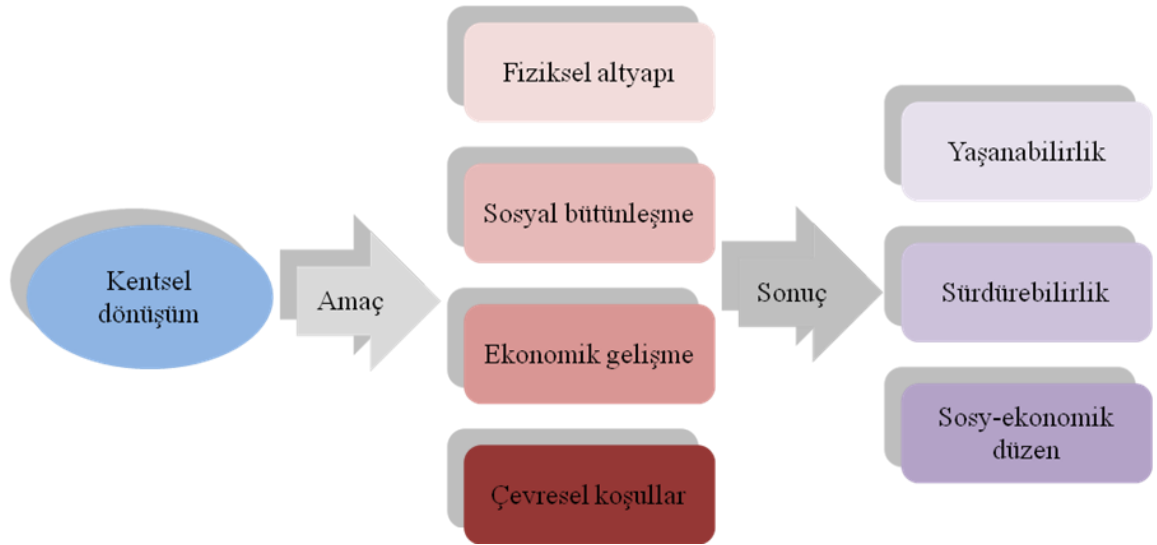 Kentsel
dönüşüm
Amaç
Fiziksel altyapı
Sosyal bütünleşme
Ekonomik gelişme
Çevresel koşullar
Sonuç
Yaşanabilirlik
Sürdürebilirlik
Sosy-ekonomik
düzen